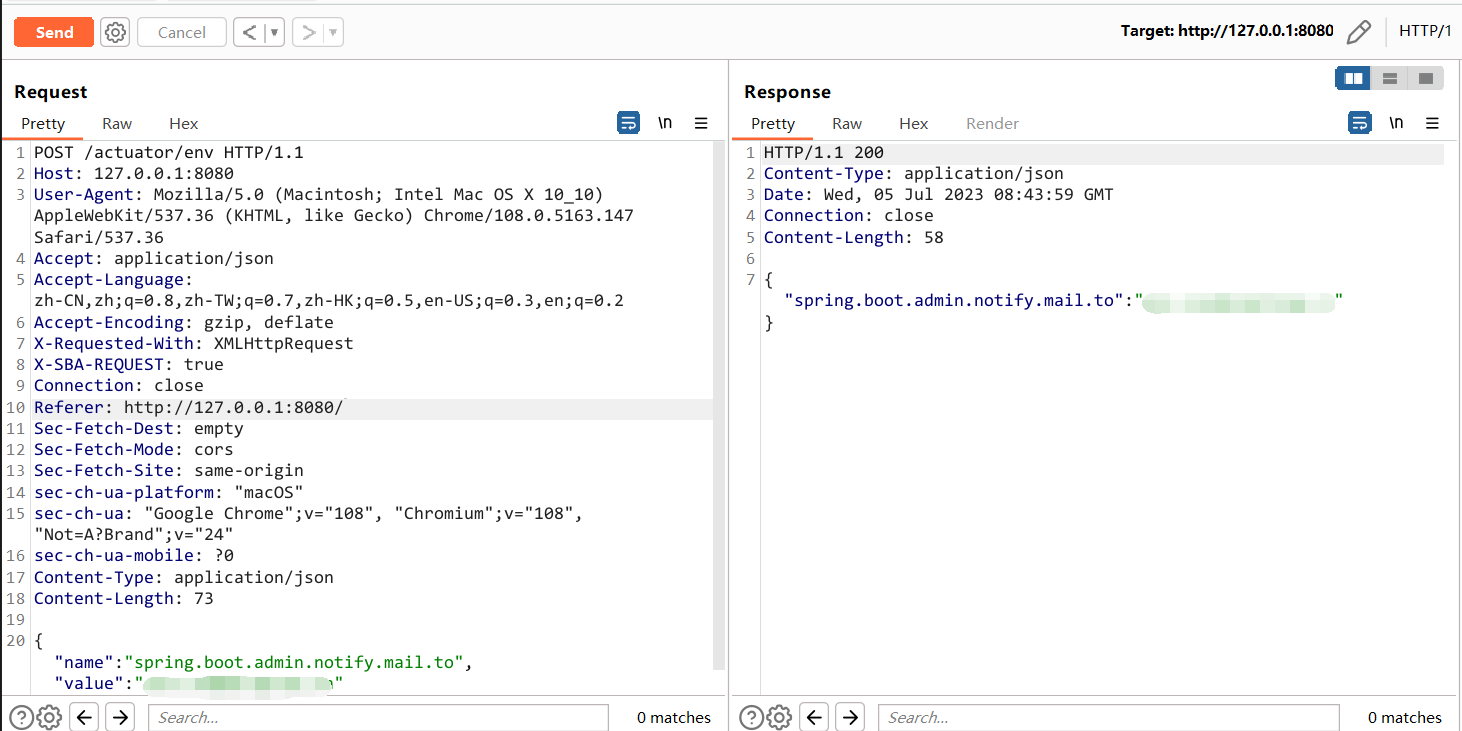 Send
Cancel
< | ▾
> | ▾
Target: http://127.0.0.1:8080
HTTP/1
Request
Pretty Raw Hex
\n
1 POST /actuator/env HTTP/1.1
2 Host: 127.0.0.1:8080
3 User-Agent: Mozilla/5.0 (Macintosh; Intel Mac OS X 10_10)
AppleWebKit/537.36 (KHTML, like Gecko) Chrome/108.0.5163.147
Safari/537.36
4 Accept: application/json
5 Accept-Language:
zh-CN,zh;q=0.8,zh-TW;q=0.7,zh-HK;q=0.5,en-US;q=0.3,en;q=0.2
6 Accept-Encoding: gzip, deflate
7 X-Requested-With: XMLHttpRequest
8 X-SBA-REQUEST: true
9 Connection: close
10 Referer: http://127.0.0.1:8080/
11 Sec-Fetch-Dest: empty
12 Sec-Fetch-Mode: cors
13 Sec-Fetch-Site: same-origin
14 sec-ch-ua-platform: "macOS"
15 sec-ch-ua: "Google Chrome";v="108", "Chromium";v="108",
"Not=A?Brand";v="24"
16 sec-ch-ua-mobile: ?0
17 Content-Type: application/json
18 Content-Length: 73
19
20 {
"name":"spring.boot.admin.notify.mail.to",
"value":"
"
Search...
0 matches
Response
Pretty Raw Hex Render
\n
1 HTTP/1.1 200
2 Content-Type: application/json
3 Date: Wed, 05 Jul 2023 08:43:59 GMT
4 Connection: close
5 Content-Length: 58
6
7 {
"spring.boot.admin.notify.mail.to":"
"
}
Search...
0 matches